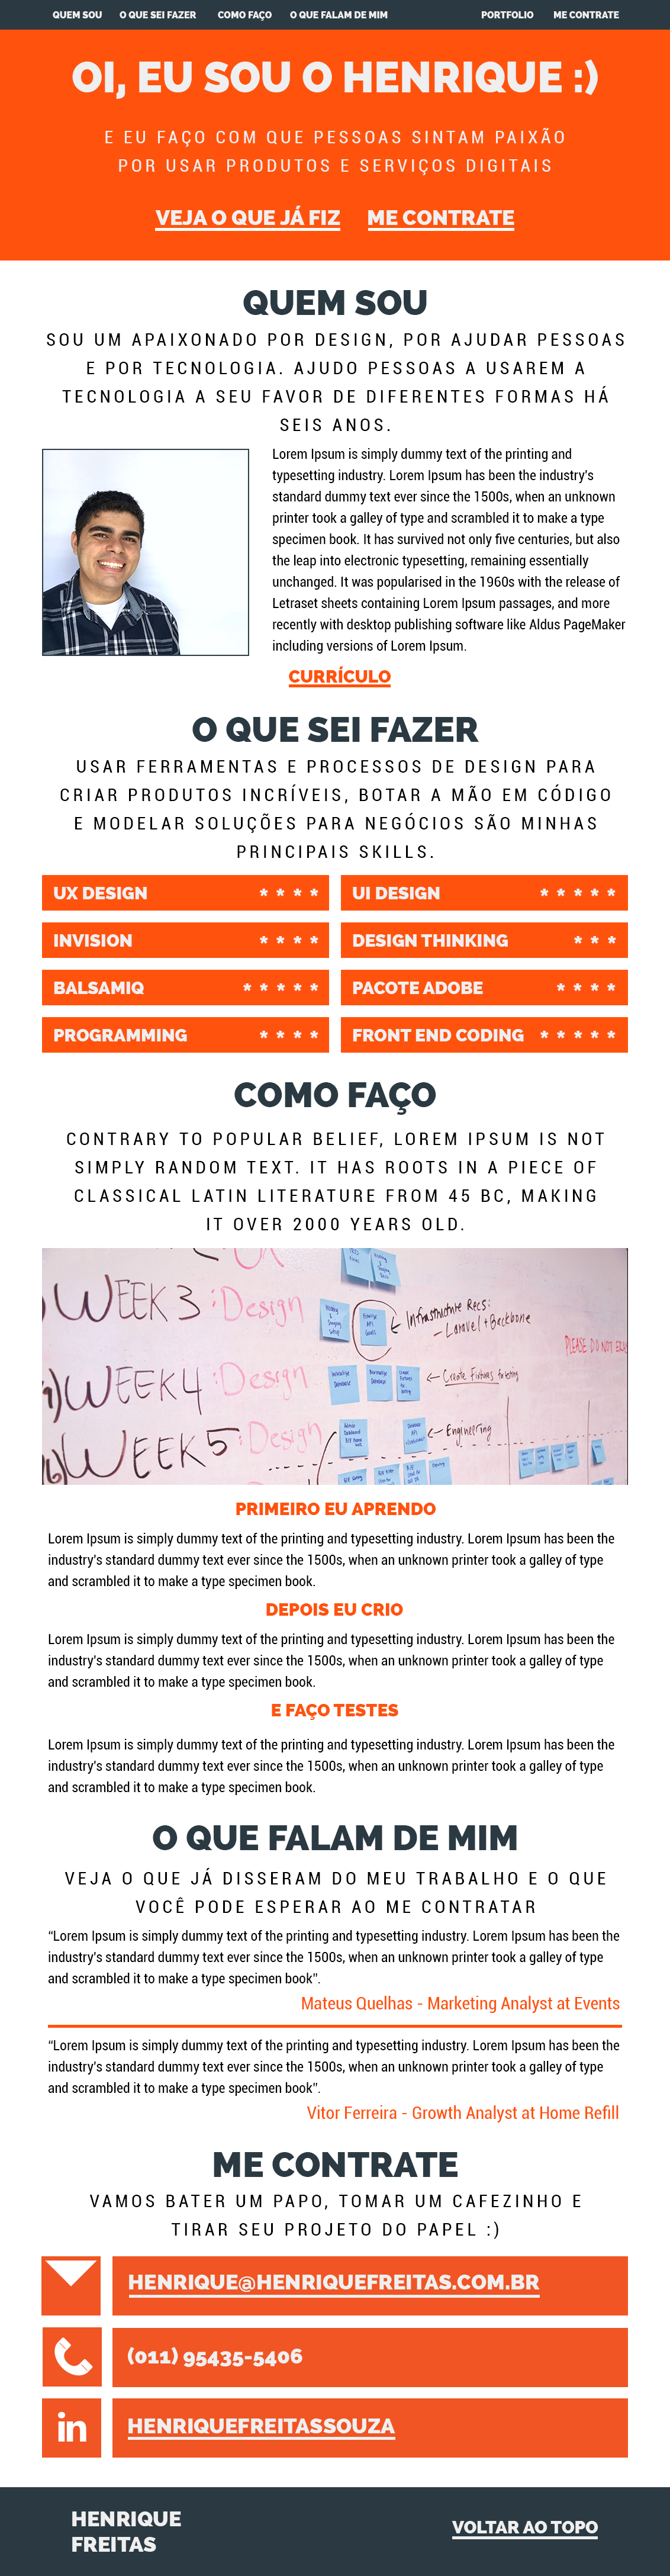 QUEM SOU O QUE SEI FAZER COMO FAÇO O QUE FALAM DE MIM PORTFOLIO ME CONTRATE
OI, EU SOU O HENRIQUE :)
E EU FAÇO COM QUE PESSOAS SINTAM PAIXÃO
POR USAR PRODUTOS E SERVIÇOS DIGITAIS
VEJA O QUE JÁ FIZ ME CONTRATE
QUEM SOU
SOU UM APAIXONADO POR DESIGN, POR AJUDAR PESSOAS
E POR TECNOLOGIA. AJUDO PESSOAS A USAREM A
TECNOLOGIA A SEU FAVOR DE DIFERENTES FORMAS HÁ
SEIS ANOS.
Lorem Ipsum is simply dummy text of the printing and
typesetting industry. Lorem Ipsum has been the industry's
standard dummy text ever since the 1500s, when an unknown
printer took a galley of type and scrambled it to make a type
specimen book. It has survived not only five centuries, but also
the leap into electronic typesetting, remaining essentially
unchanged. It was popularised in the 1960s with the release of
Letraset sheets containing Lorem Ipsum passages, and more
recently with desktop publishing software like Aldus PageMaker
including versions of Lorem Ipsum.
CURRÍCULO
O QUE SEI FAZER
USAR FERRAMENTAS E PROCESSOS DE DESIGN PARA
CRIAR PRODUTOS INCRÍVEIS, BOTAR A MÃO EM CÓDIGO
E MODELAR SOLUÇÕES PARA NEGÓCIOS SÃO MINHAS
PRINCIPAIS SKILLS.
UX DESIGN * * * *
UI DESIGN * * * * *
INVISION * * * *
DESIGN THINKING * * *
BALSAMIQ * * * * *
PACOTE ADOBE * * * *
PROGRAMMING * * * *
FRONT END CODING * * * * *
COMO FAÇO
CONTRARY TO POPULAR BELIEF, LOREM IPSUM IS NOT
SIMPLY RANDOM TEXT. IT HAS ROOTS IN A PIECE OF
CLASSICAL LATIN LITERATURE FROM 45 BC, MAKING
IT OVER 2000 YEARS OLD.
WEEK 3 : Design
Infrastructure Recs:
- Laravel + Backbone
PLEASE DO NOT
WEEK 4 : Design
Create Fixtures for testing
WEEK 5 : Design
Engineering
PRIMEIRO EU APRENDO
Lorem Ipsum is simply dummy text of the printing and typesetting industry. Lorem Ipsum has been the
industry's standard dummy text ever since the 1500s, when an unknown printer took a galley of type
and scrambled it to make a type specimen book.
DEPOIS EU CRIO
Lorem Ipsum is simply dummy text of the printing and typesetting industry. Lorem Ipsum has been the
industry's standard dummy text ever since the 1500s, when an unknown printer took a galley of type
and scrambled it to make a type specimen book.
E FAÇO TESTES
Lorem Ipsum is simply dummy text of the printing and typesetting industry. Lorem Ipsum has been the
industry's standard dummy text ever since the 1500s, when an unknown printer took a galley of type
and scrambled it to make a type specimen book.
O QUE FALAM DE MIM
VEJA O QUE JÁ DISSERAM DO MEU TRABALHO E O QUE
VOCÊ PODE ESPERAR AO ME CONTRATAR
“Lorem Ipsum is simply dummy text of the printing and typesetting industry. Lorem Ipsum has been the
industry's standard dummy text ever since the 1500s, when an unknown printer took a galley of type
and scrambled it to make a type specimen book”.
Mateus Quelhas - Marketing Analyst at Events
“Lorem Ipsum is simply dummy text of the printing and typesetting industry. Lorem Ipsum has been the
industry's standard dummy text ever since the 1500s, when an unknown printer took a galley of type
and scrambled it to make a type specimen book”.
Vitor Ferreira - Growth Analyst at Home Refill
ME CONTRATE
VAMOS BATER UM PAPO, TOMAR UM CAFEZINHO E
TIRAR SEU PROJETO DO PAPEL :)
HENRIQUE@HENRIQUEFREITAS.COM.BR
(011) 95435-5406
in HENRIQUEFREITASSOUZA
HENRIQUE
FREITAS
VOLTAR AO TOPO